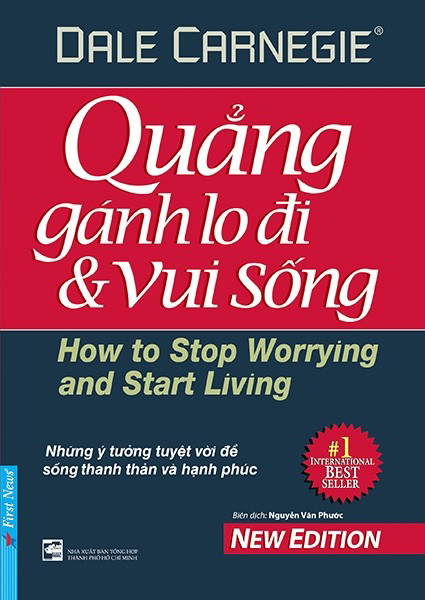 DALE CARNEGIE®
Quẳng
gánh lo đi
& vui sống
How to Stop Worrying
and Start Living
Những ý tưởng tuyệt vời để
sống thanh thản và hạnh phúc
#1
INTERNATIONAL
BEST
SELLER
Biên dịch: Nguyễn Văn Phước
NEW EDITION
First News
NHÀ XUẤT BẢN TỔNG HỢP
THÀNH PHỐ HỒ CHÍ MINH